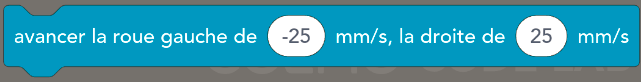 avancer la roue gauche de -25 mm/s, la droite de 25 mm/s